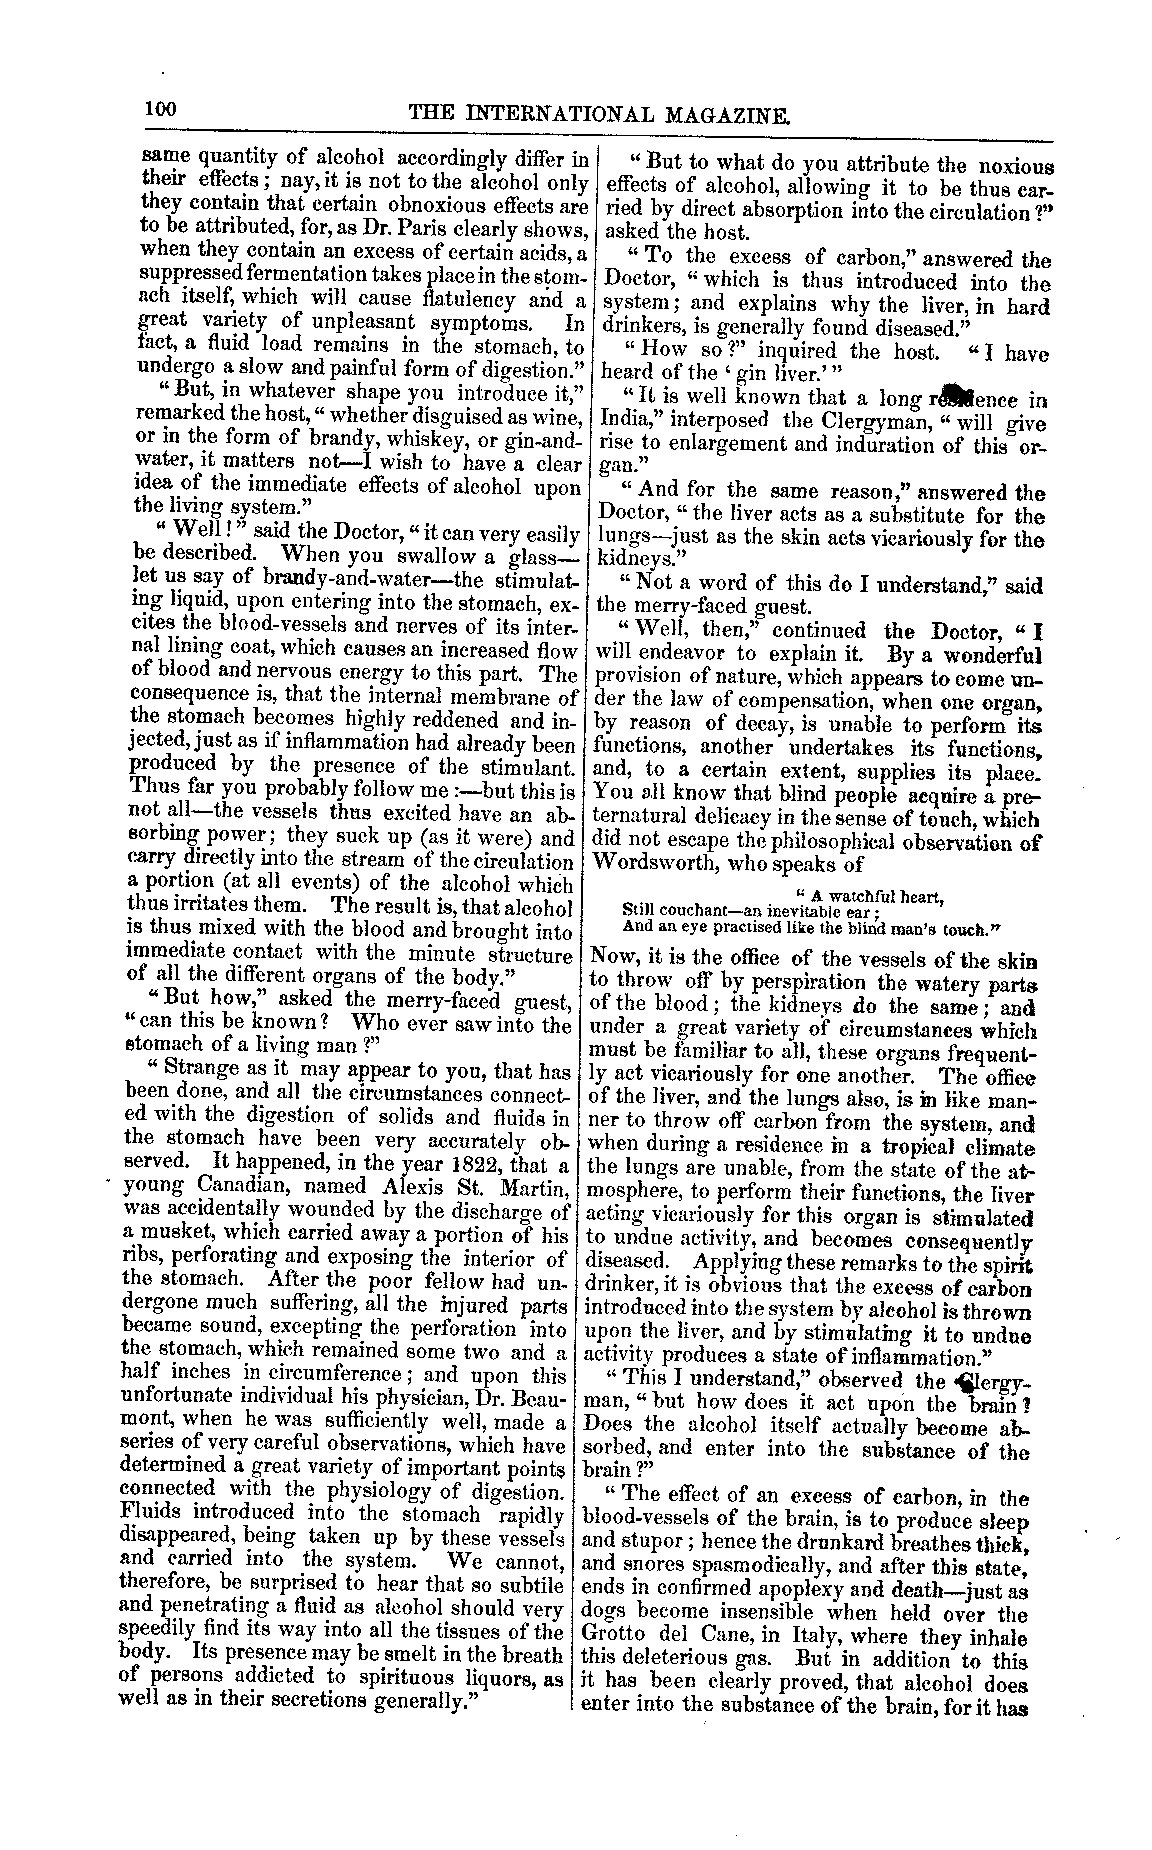 100
THE INTERNATIONAL MAGAZINE.
same quantity of alcohol accordingly differ in
their effects; nay, it is not to the alcohol only
they contain that certain obnoxious effects are
to be attributed, for, as Dr. Paris clearly shows,
when they contain an excess of certain acids, a
suppressed fermentation takes place in the stom-
ach itself, which will cause flatulency and a
great variety of unpleasant symptoms. In
fact, a fluid load remains in the stomach, to
undergo a slow and painful form of digestion."
"But, in whatever shape you introduce it,"
remarked the host, "whether disguised as wine,
or in the form of brandy, whiskey, or gin-and-
water, it matters not—I wish to have a clear
idea of the immediate effects of alcohol upon
the living system."
"Well!" said the Doctor, "it can very easily
be described. When you swallow a glass—
let us say of brandy-and-water—the stimulat-
ing liquid, upon entering into the stomach, ex-
cites the blood-vessels and nerves of its inter-
nal lining coat, which causes an increased flow
of blood and nervous energy to this part. The
consequence is, that the internal membrane of
the stomach becomes highly reddened and in-
jected, just as if inflammation had already been
produced by the presence of the stimulant.
Thus far you probably follow me:—but this is
not all—the vessels thus excited have an ab-
sorbing power; they suck up (as it were) and
carry directly into the stream of the circulation
a portion (at all events) of the alcohol which
thus irritates them. The result is, that alcohol
is thus mixed with the blood and brought into
immediate contact with the minute structure
of all the different organs of the body."
"But how," asked the merry-faced guest,
"can this be known? Who ever saw into the
stomach of a living man?"
"Strange as it may appear to you, that has
been done, and all the circumstances connect-
ed with the digestion of solids and fluids in
the stomach have been very accurately ob-
served. It happened, in the year 1822, that a
young Canadian, named Alexis St. Martin,
was accidentally wounded by the discharge of
a musket, which carried away a portion of his
ribs, perforating and exposing the interior of
the stomach. After the poor fellow had un-
dergone much suffering, all the injured parts
became sound, excepting the perforation into
the stomach, which remained some two and a
half inches in circumference; and upon this
unfortunate individual his physician, Dr. Beau-
mont, when he was sufficiently well, made a
series of very careful observations, which have
determined a great variety of important points
connected with the physiology of digestion.
Fluids introduced into the stomach rapidly
disappeared, being taken up by these vessels
and carried into the system. We cannot,
therefore, be surprised to hear that so subtile
and penetrating a fluid as alcohol should very
speedily find its way into all the tissues of the
body. Its presence may be smelt in the breath
of persons addicted to spirituous liquors, as
well as in their secretions generally."
"But to what do you attribute the noxious
effects of alcohol, allowing it to be thus car-
ried by direct absorption into the circulation?"
asked the host.
"To the excess of carbon," answered the
Doctor, "which is thus introduced into the
system; and explains why the liver, in hard
drinkers, is generally found diseased."
"How so?" inquired the host. "I have
heard of the 'gin liver.'"
"It is well known that a long in
India," interposed the Clergyman, "will give
rise to enlargement and induration of this or-
gan."
"And for the same reason," answered the
Doctor, "the liver acts as a substitute for the
lungs—just as the skin acts vicariously for the
kidneys."
"Not a word of this do I understand," said
the merry-faced guest.
"Well, then," continued the Doctor, "I
will endeavor to explain it. By a wonderful
provision of nature, which appears to come un-
der the law of compensation, when one organ,
by reason of decay, is unable to perform its
functions, another undertakes its functions,
and, to a certain extent, supplies its place.
You all know that blind people acquire a pre-
ternatural delicacy in the sense of touch, which
did not escape the philosophical observation of
Wordsworth, who speaks of
"A watchful heart,
Still couchant—an inevitable ear;
And an eye practised like the blind man's touch."
Now, it is the office of the vessels of the skin
to throw off by perspiration the watery parts
of the blood; the kidneys do the same; and
under a great variety of circumstances which
must be familiar to all, these organs frequent-
ly act vicariously for one another. The office
of the liver, and the lungs also, is in like man-
ner to throw off carbon from the system, and
when during a residence in a tropical climate
the lungs are unable, from the state of the at-
mosphere, to perform their functions, the liver
acting vicariously for this organ is stimulated
to undue activity, and becomes consequently
diseased. Applying these remarks to the spirit
drinker, it is obvious that the excess of carbon
introduced into the system by alcohol is thrown
upon the liver, and by stimulating it to undue
activity produces a state of inflammation."
"This I understand," observed the Clergy-
man, "but how does it act upon the brain?
Does the alcohol itself actually become ab-
sorbed, and enter into the substance of the
brain?"
"The effect of an excess of carbon, in the
blood-vessels of the brain, is to produce sleep
and stupor; hence the drunkard breathes thick,
and snores spasmodically, and after this state,
ends in confirmed apoplexy and death—just as
dogs become insensible when held over the
Grotto del Cane, in Italy, where they inhale
this deleterious gas. But in addition to this
it has been clearly proved, that alcohol does
enter into the substance of the brain, for it has